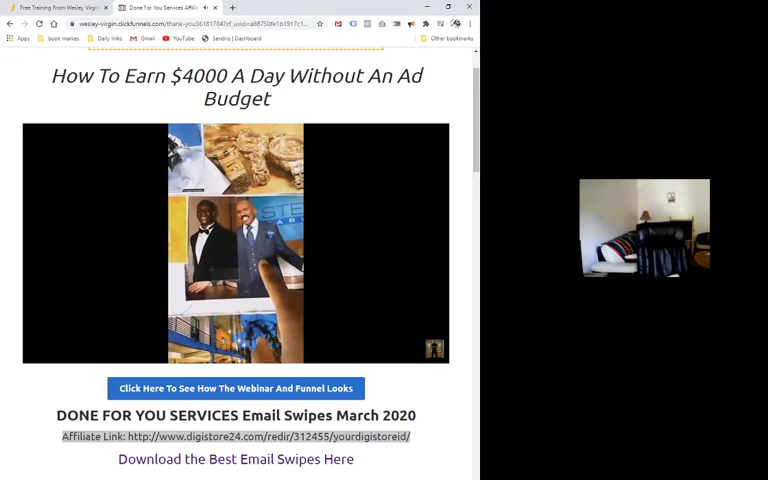 Free Training From Wesley Virgin
Done For You Services Affili
wesley-virgin.clickfunnels.com/thank-you36181704?cf_uvid=a88750fe1b1917c1...
Apps book markes Daily links Gmail YouTube Sendiio | Dashboard Other bookmarks
How To Earn $4000 A Day Without An Ad
Budget
STE
Click Here To See How The Webinar And Funnel Looks
DONE FOR YOU SERVICES Email Swipes March 2020
Affiliate Link: http://www.digistore24.com/redir/312455/yourdigistoreid/
Download the Best Email Swipes Here